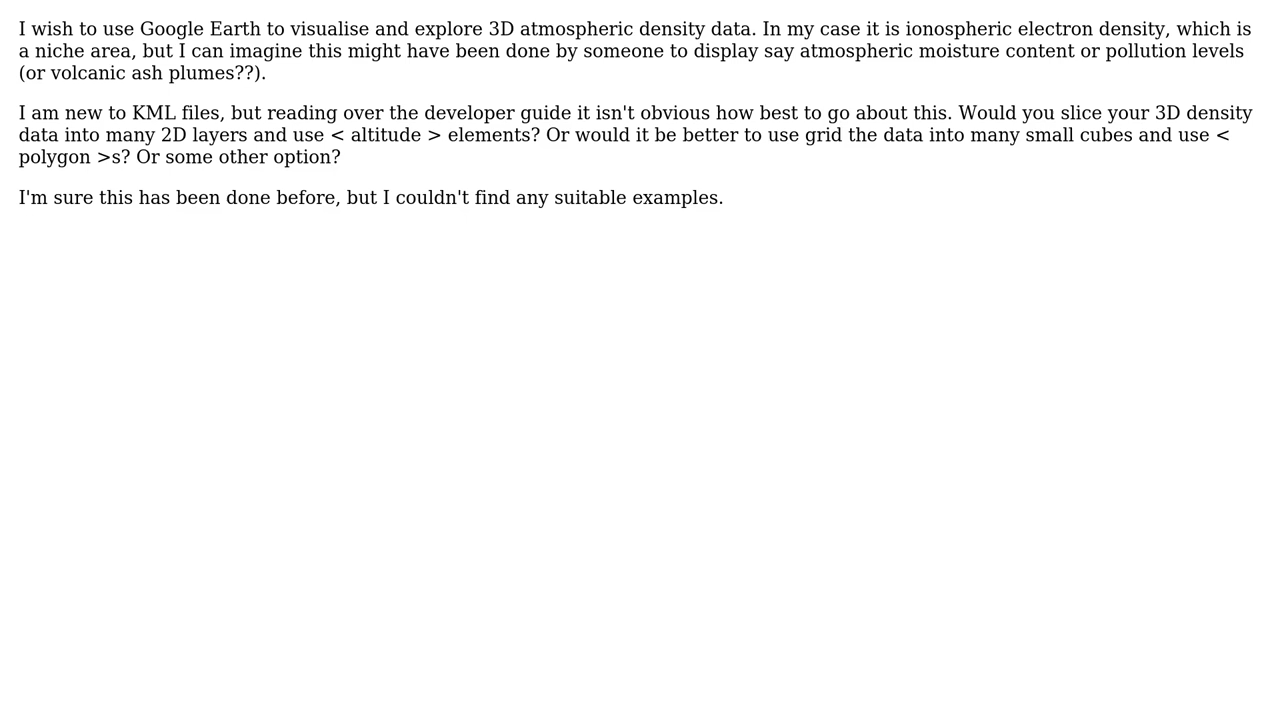 I wish to use Google Earth to visualise and explore 3D atmospheric density data. In my case it is ionospheric electron density, which is
a niche area, but I can imagine this might have been done by someone to display say atmospheric moisture content or pollution levels
(or volcanic ash plumes??).
I am new to KML files, but reading over the developer guide it isn't obvious how best to go about this. Would you slice your 3D density
data into many 2D layers and use < altitude > elements? Or would it be better to use grid the data into many small cubes and use <
polygon >s? Or some other option?
I'm sure this has been done before, but I couldn't find any suitable examples.